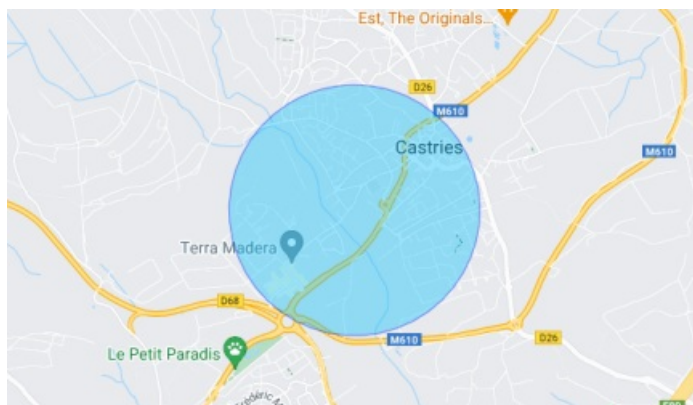 Est, The Originals...
D26
M610
Castries
M610
Terra Madera
D68
M610
D26
Le Petit Paradis